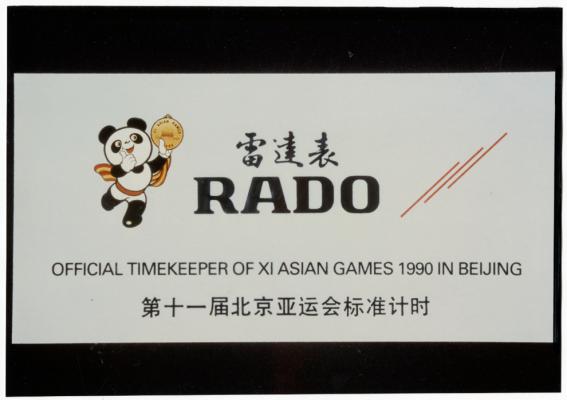 雷達表
RADO
OFFICIAL TIMEKEEPER OF XI ASIAN GAMES 1990 IN BEIJING
第十一届北京亚运会标准计时